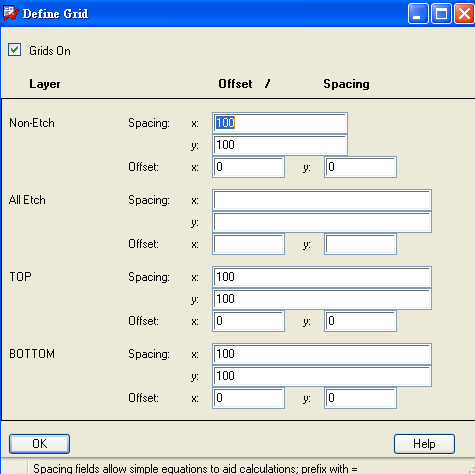 Define Grid
Grids On
Layer Offset / Spacing
Non-Etch Spacing: x: 100
y: 100
Offset: x: 0 y: 0
All Etch Spacing: x:
y:
Offset: x: y:
TOP Spacing: x: 100
y: 100
Offset: x: 0 y: 0
BOTTOM Spacing: x: 100
y: 100
Offset: x: 0 y: 0
OK Help
Spacing fields allow simple equations to aid calculations; prefix with =